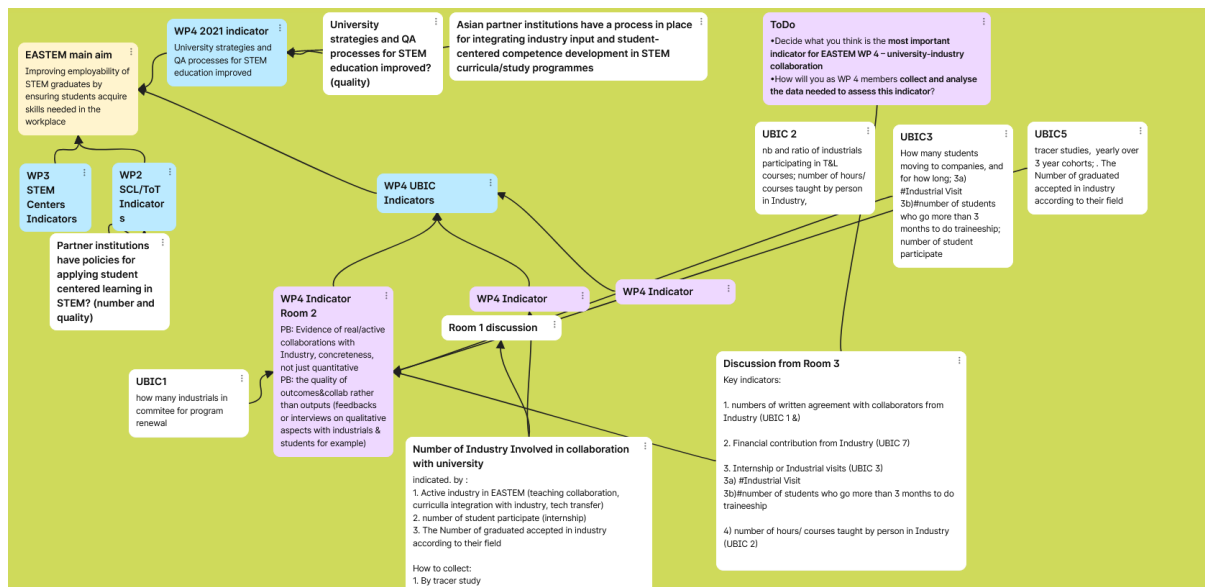 EASTEM main aim
Improving employability of
STEM graduates by
ensuring students acquire
skills needed in the
workplace
WP4 2021 indicator
University strategies and
QA processes for STEM
education improved
University
strategies and QA
processes for STEM
education improved?
(quality)
Asian partner institutions have a process in place
for integrating industry input and student-
centered competence development in STEM
curricula/study programmes
ToDo
•Decide what you think is the most important
indicator for EASTEM WP 4 – university-industry
collaboration
•How will you as WP 4 members collect and analyse
the data needed to assess this indicator?
UBIC 2
nb and ratio of industrials
participating in T&L
courses; number of hours/
courses taught by person
in Industry,
UBIC3
How many students
moving to companies, and
for how long; 3a)
#Industrial Visit
3b)#number of students
who go more than 3
months to do traineeship;
number of student
participate
UBIC5
tracer studies, yearly over
3 year cohorts; . The
Number of graduated
accepted in industry
according to their field
WP3
STEM
Centers
Indicators
WP2
SCL/ToT
Indicator
s
Partner institutions
have policies for
applying student
centered learning in
STEM? (number and
quality)
WP4 UBIC
Indicators
WP4 Indicator
Room 2
PB: Evidence of real/active
collaborations with
Industry, concreteness,
not just quantitative
PB: the quality of
outcomes&collab rather
than outputs (feedbacks
or interviews on qualitative
aspects with industrials &
students for example)
WP4 Indicator
Room 1 discussion
WP4 Indicator
UBIC1
how many industrials in
commitee for program
renewal
Number of Industry Involved in collaboration
with university
indicated. by :
1. Active industry in EASTEM (teaching collaboration,
curriculla integration with industry, tech transfer)
2. number of student participate (internship)
3. The Number of graduated accepted in industry
according to their field
How to collect:
1. By tracer study
Discussion from Room 3
Key indicators:
1. numbers of written agreement with collaborators from
Industry (UBIC 1 &)
2. Financial contribution from Industry (UBIC 7)
3. Internship or Industrial visits (UBIC 3)
3a) #Industrial Visit
3b)#number of students who go more than 3 months to do
traineeship
4) number of hours/ courses taught by person in Industry
(UBIC 2)